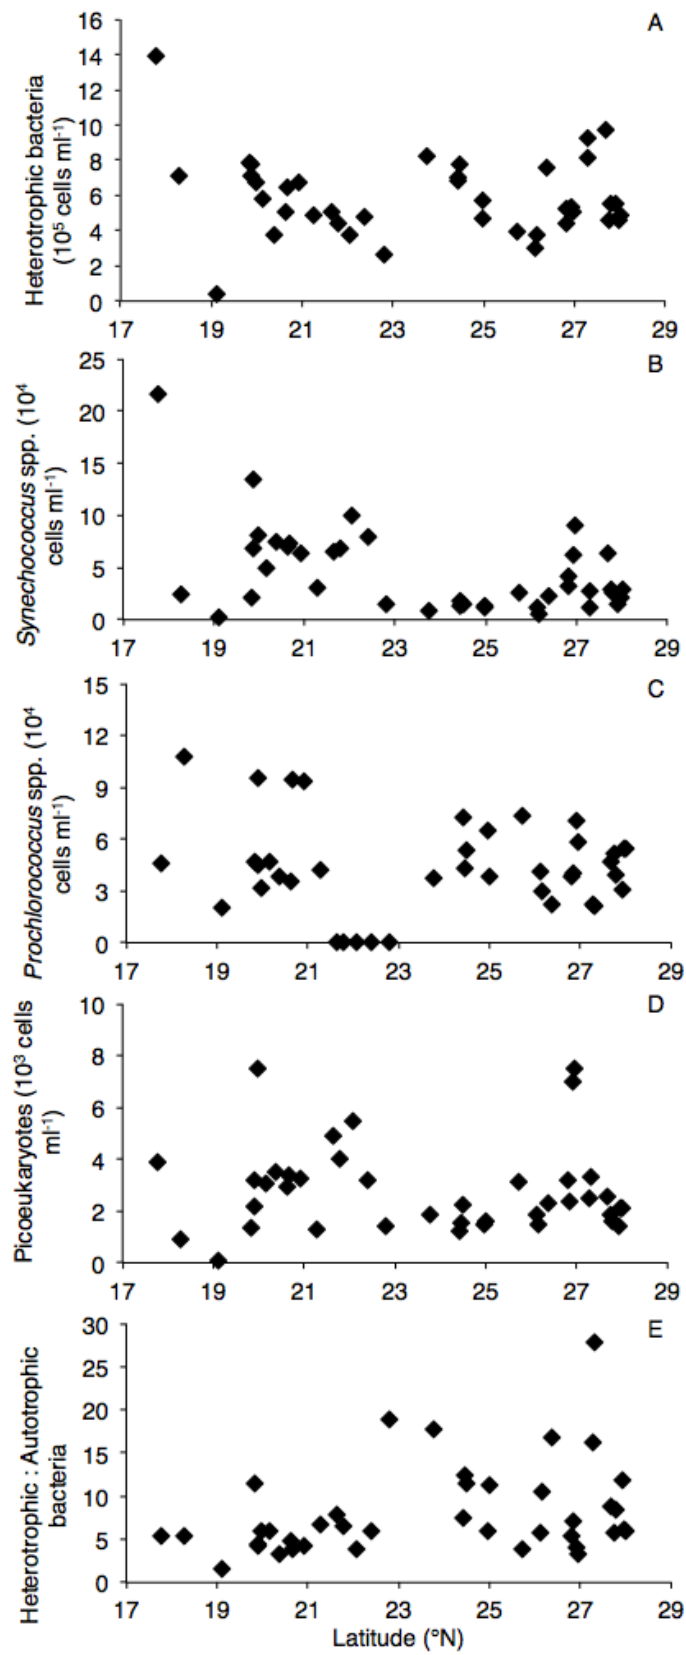 A
Heterotrophic bacteria
(10⁵ cells ml⁻¹)
16
14
12
10
8
6
4
2
0
17 19 21 23 25 27 29
B
Synechococcus spp. (10⁴
cells ml⁻¹)
25
20
15
10
5
0
17 19 21 23 25 27 29
C
Prochlorococcus spp. (10⁴
cells ml⁻¹)
15
12
9
6
3
0
17 19 21 23 25 27 29
D
Picoeukaryotes (10³ cells
ml⁻¹)
10
8
6
4
2
0
17 19 21 23 25 27 29
E
Heterotrophic : Autotrophic
bacteria
30
25
20
15
10
5
0
17 19 21 23 25 27 29
Latitude (°N)